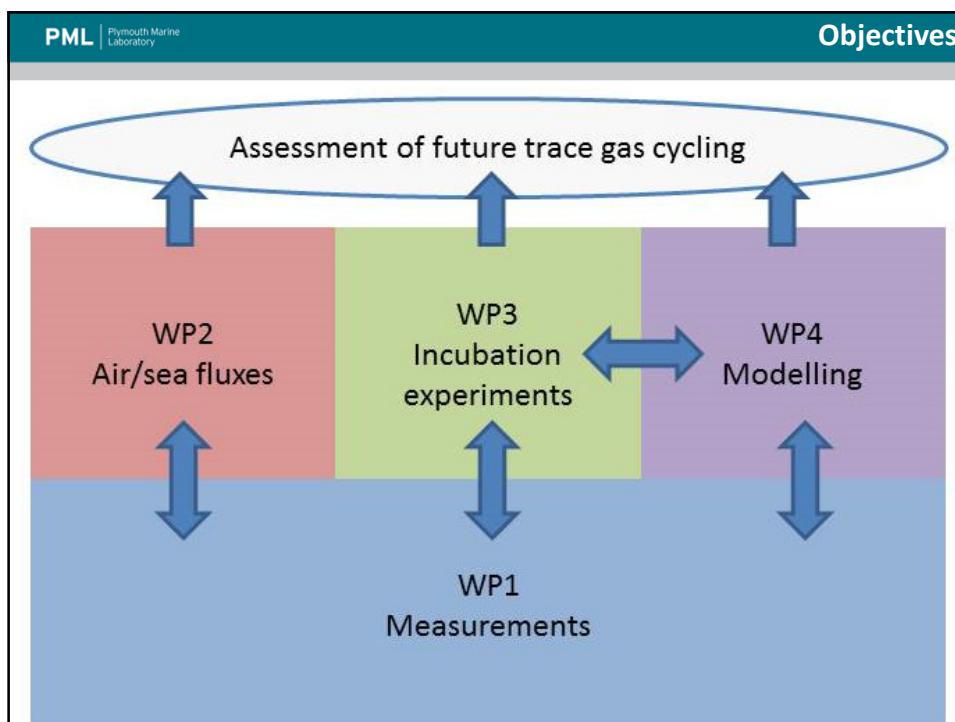 PML | Plymouth Marine
Laboratory
Objectives
Assessment of future trace gas cycling
WP2
Air/sea fluxes
WP3
Incubation
experiments
WP4
Modelling
WP1
Measurements